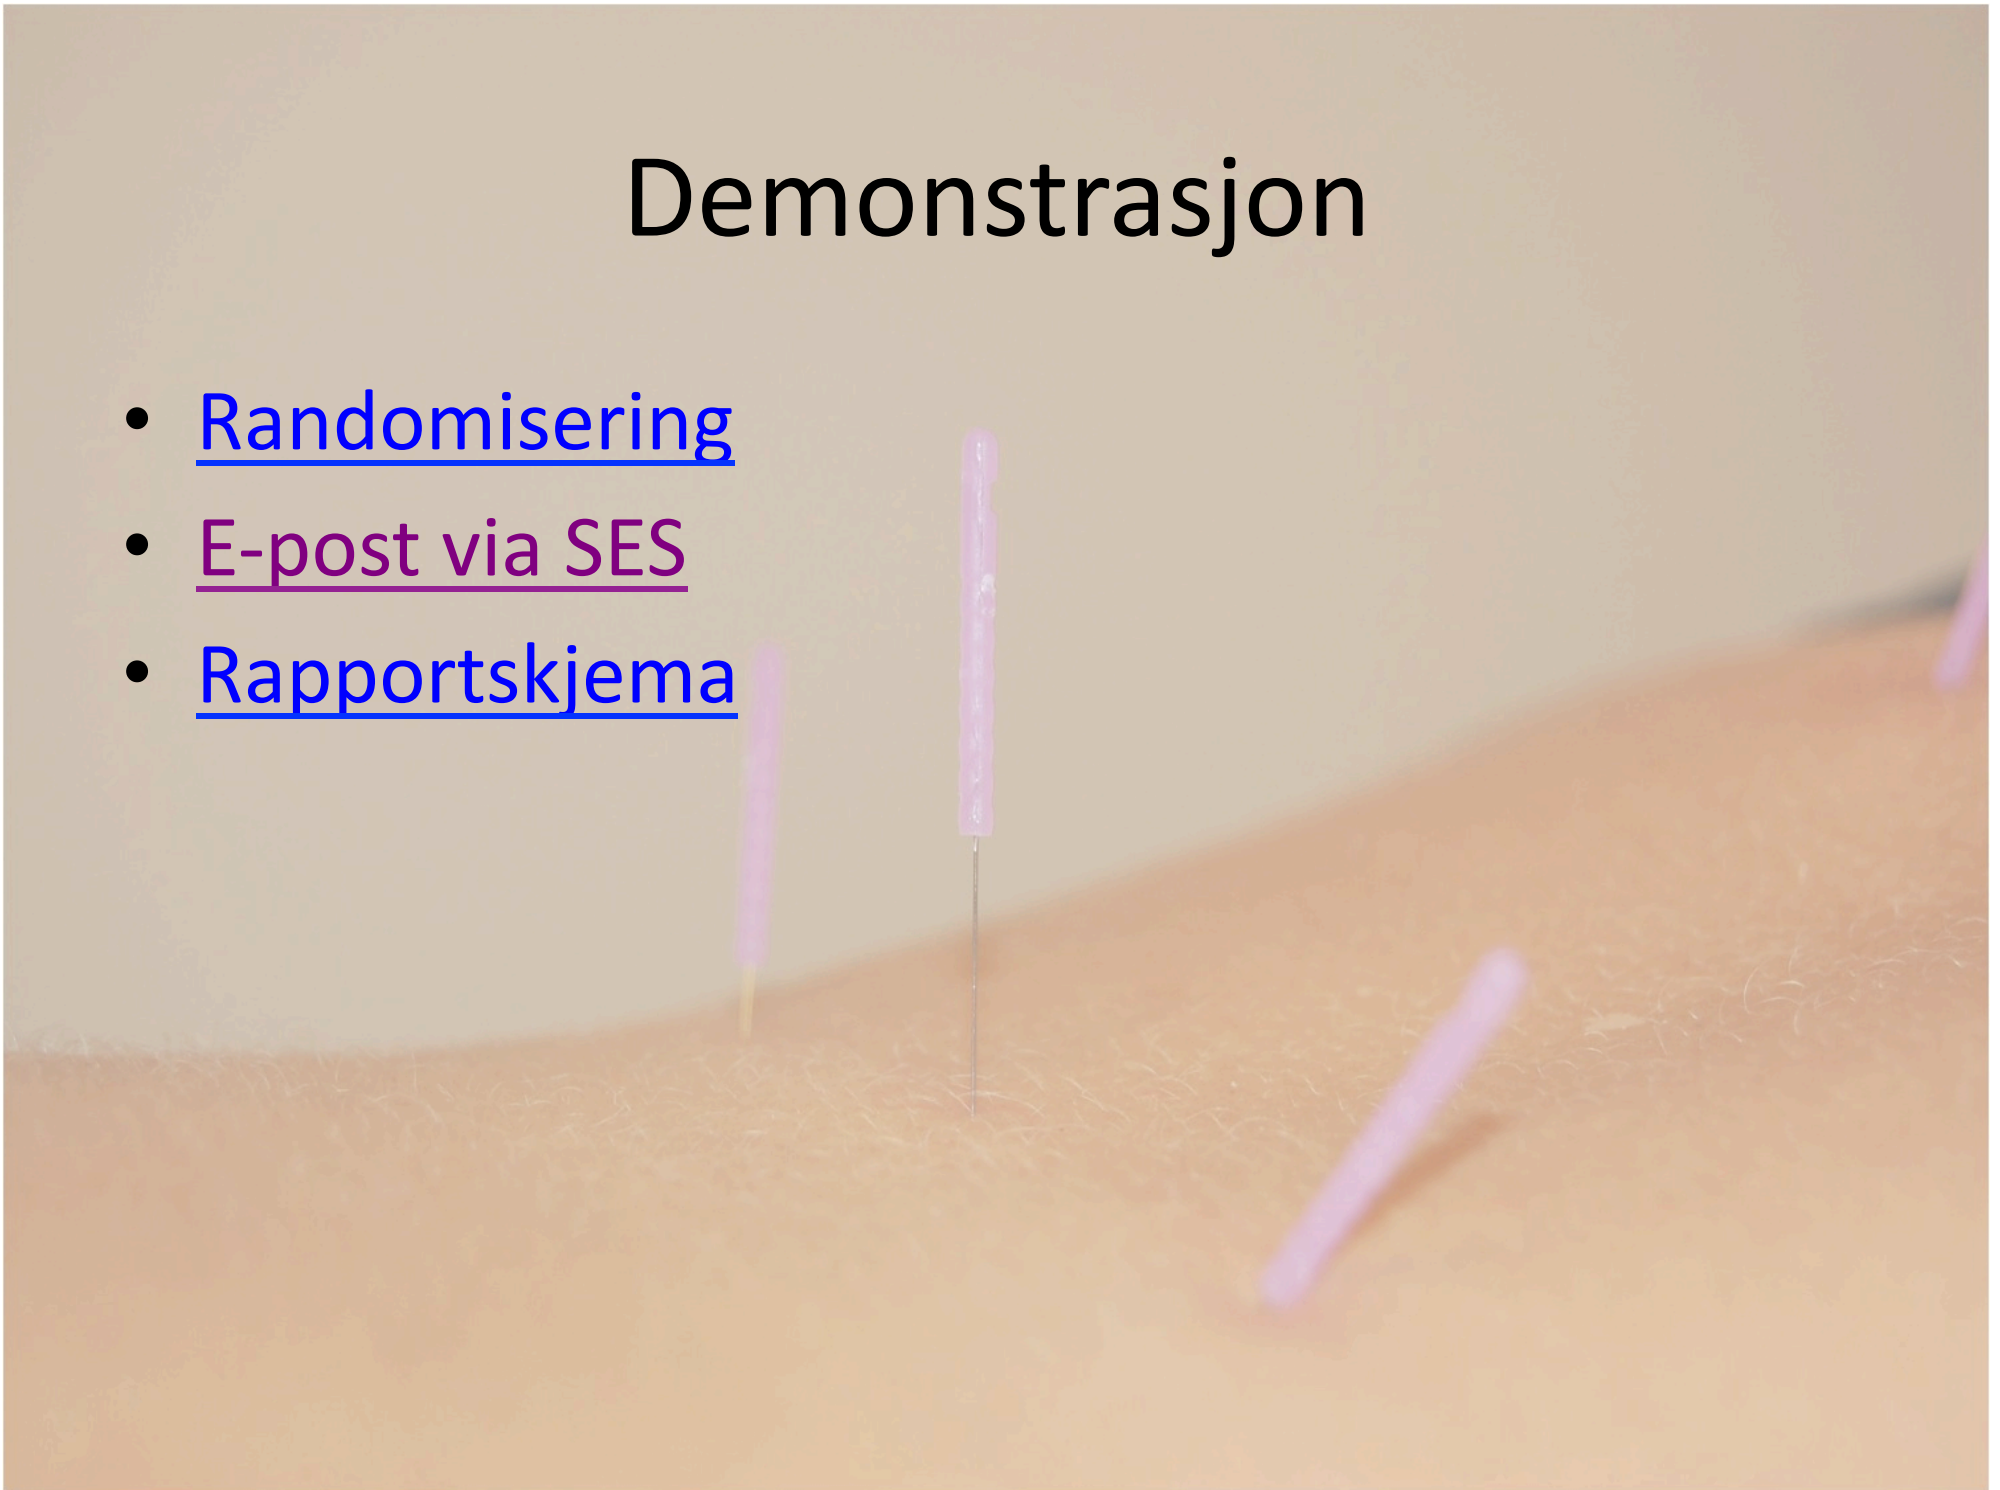 Demonstrasjon
• Randomisering
• E-post via SES
• Rapportskjema